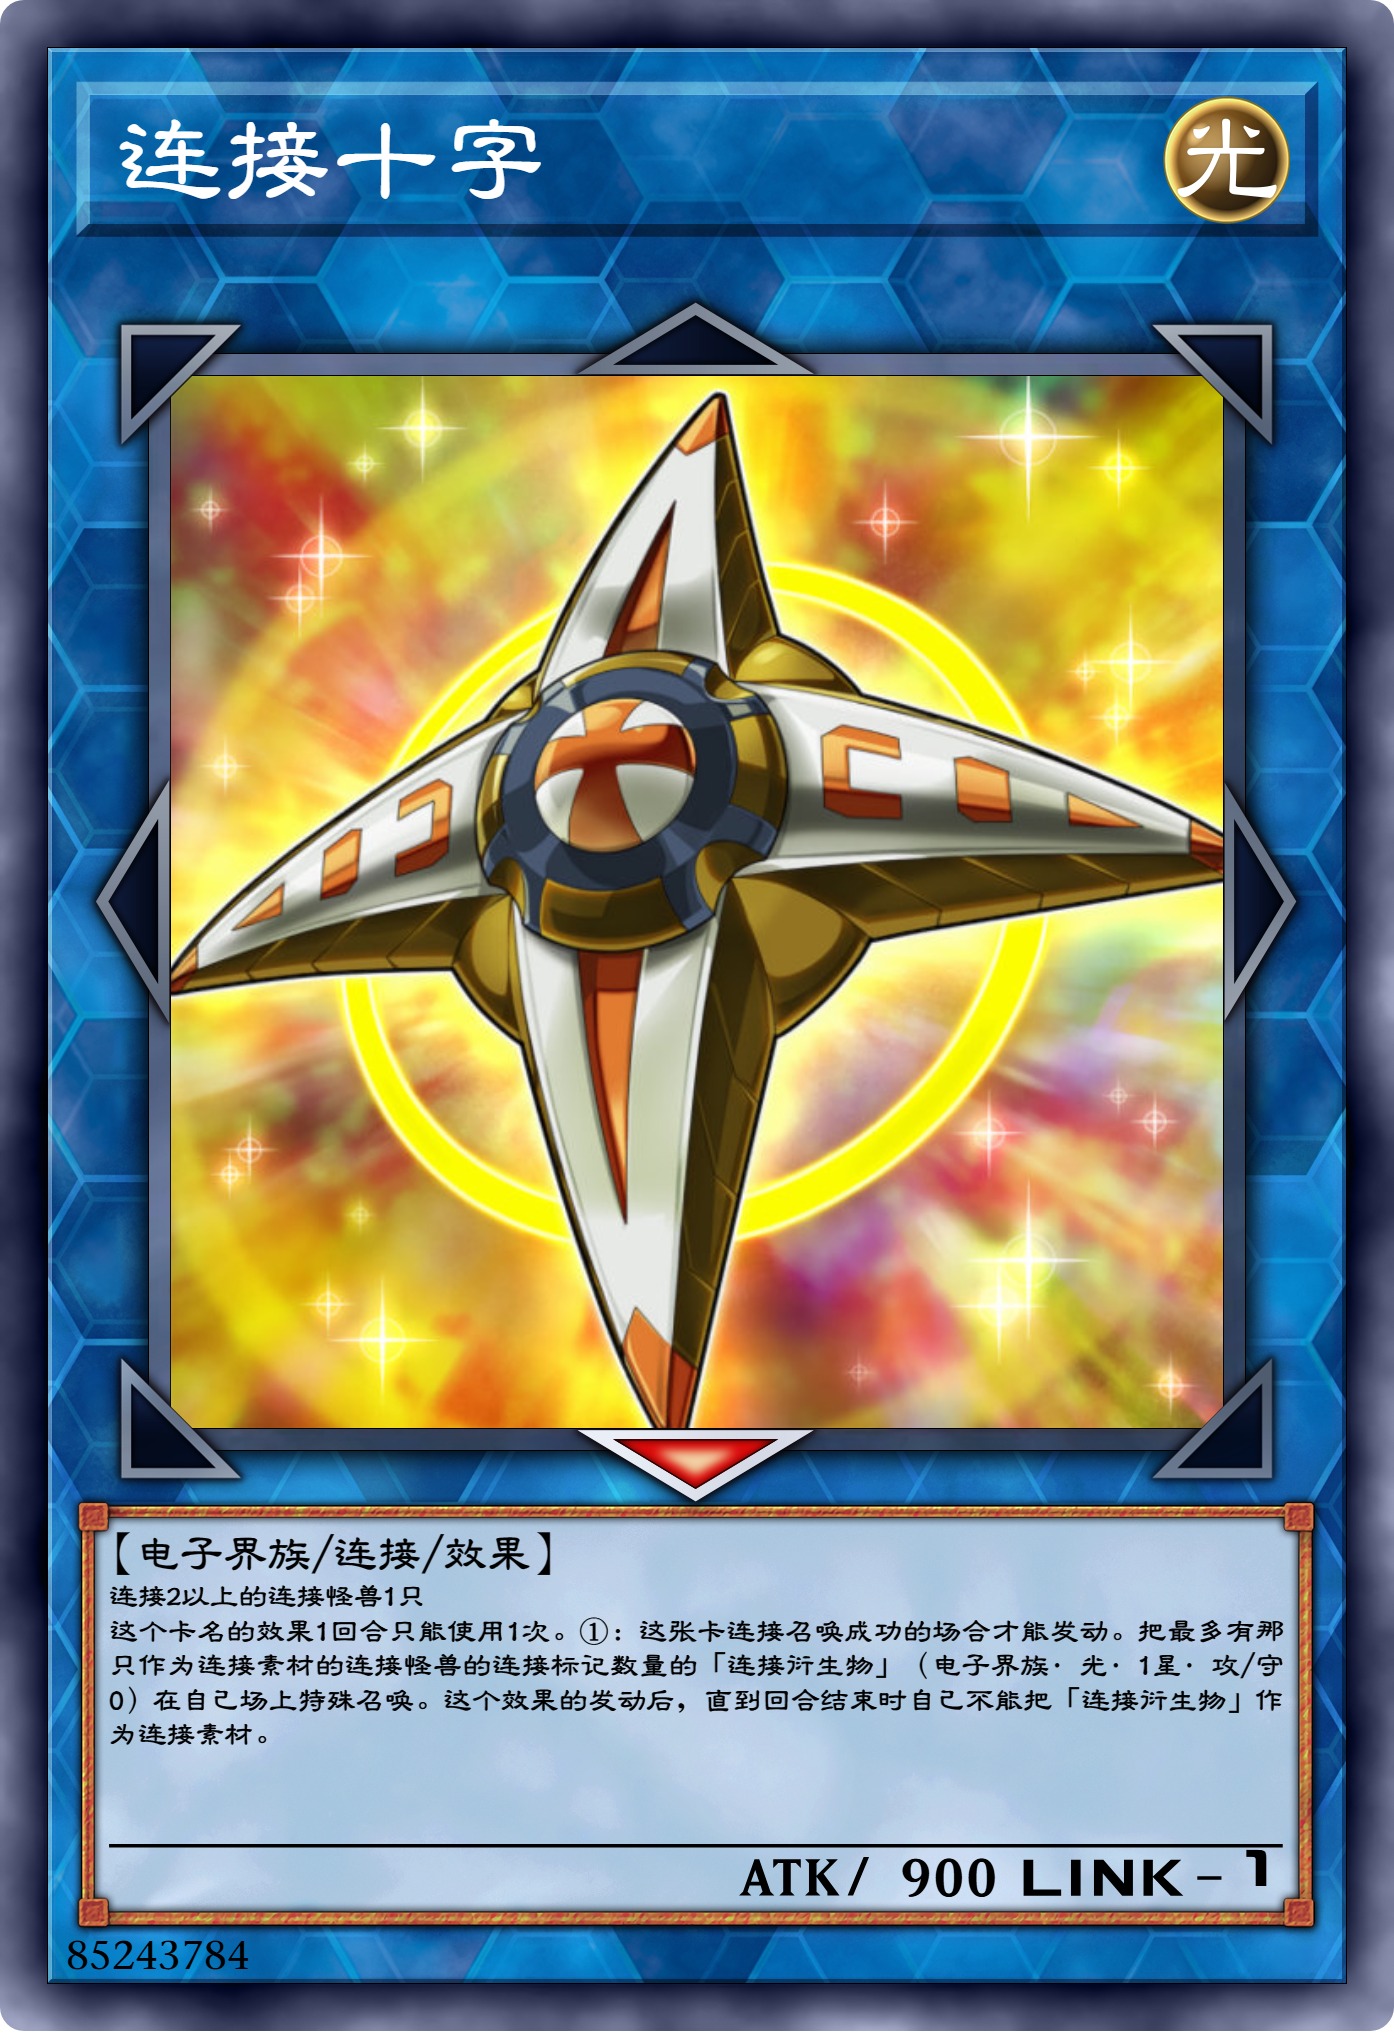 连接十字
光
【电子界族/连接/效果】
连接2以上的连接怪兽1只
这个卡名的效果1回合只能使用1次。①：这张卡连接召唤成功的场合才能发动。把最多有那
只作为连接素材的连接怪兽的连接标记数量的「连接衍生物」（电子界族·光·1星·攻/守
0）在自己场上特殊召唤。这个效果的发动后，直到回合结束时自己不能把「连接衍生物」作
为连接素材。
ATK/ 900 LINK-1
85243784